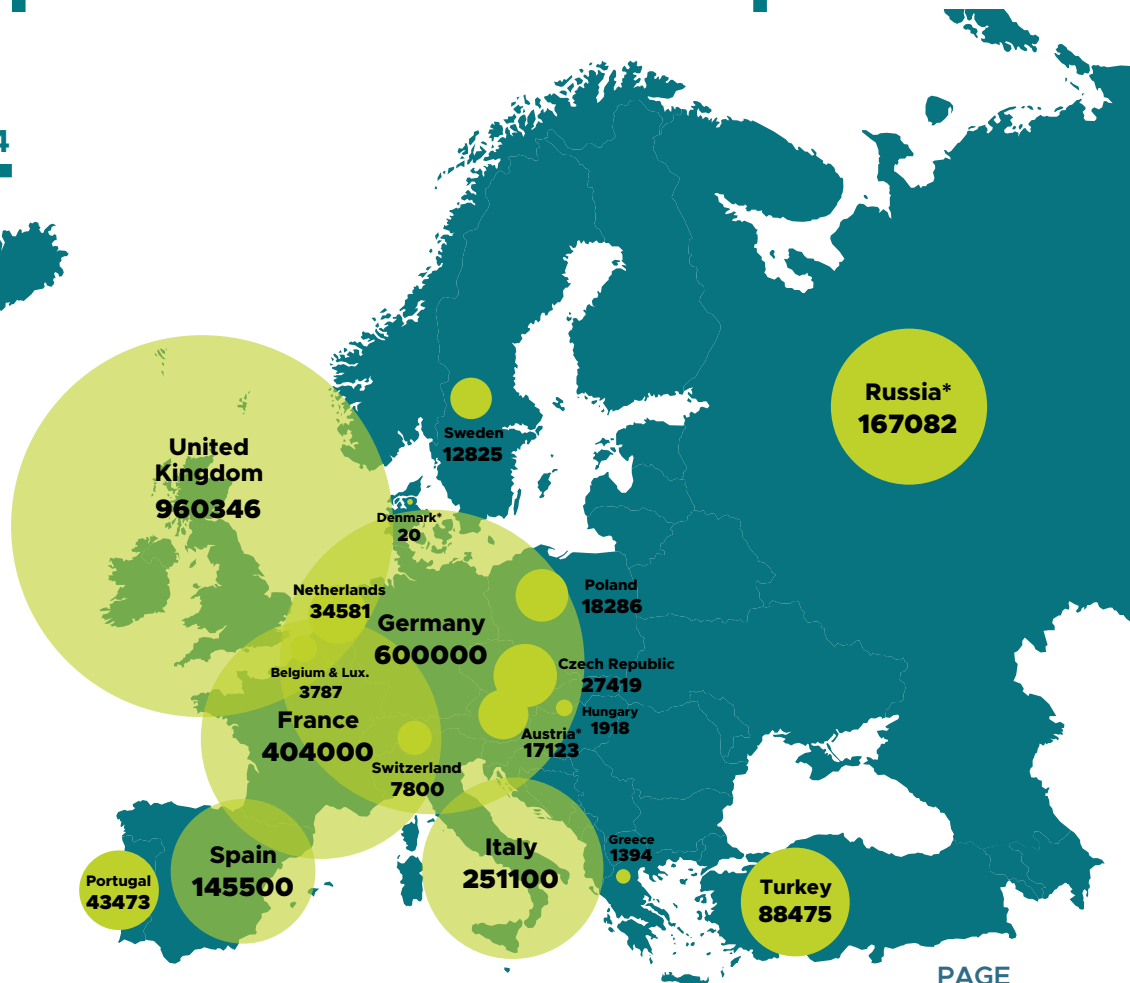 4
Russia*
167082
United
Kingdom
960346
Sweden
12825
Denmark*
20
Netherlands
34581
Poland
18286
Germany
600000
Czech Republic
27419
Belgium & Lux.
3787
Hungary
1918
France
404000
Austria*
17123
Switzerland
7800
Greece
1394
Italy
251100
Spain
145500
Portugal
43473
Turkey
88475
PAGE